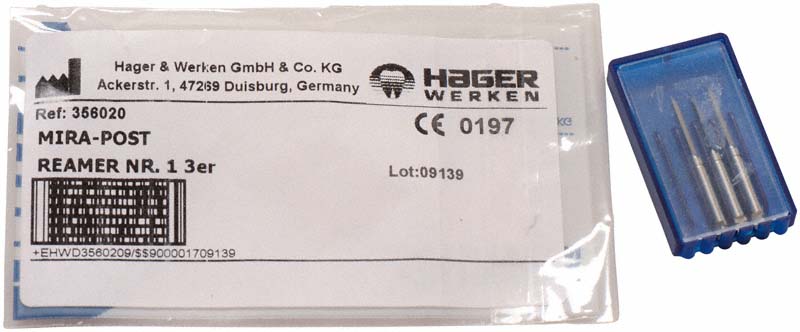 Hager & Werken GmbH & Co. KG
Ackerstr. 1, 47269 Duisburg, Germany
HAGER
WERKEN
Ref: 356020
CE 0197
MIRA-POST
REAMER NR. 1 3er
Lot:09139
+EHWD3560209/$$900001709139
KG